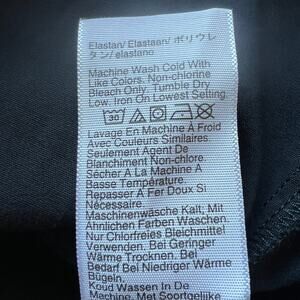 Elastan/ Elastaan/ ポリウレ
タン/ elastano
Machine Wash Cold With
Like Colors. Non-chlorine
Bleach Only. Tumble Dry
Low. Iron On Lowest Setting.
30
Lavage En Machine À Froid
Avec Couleurs Similaires.
Seulement Agent De
Blanchiment Non-chlore.
Sécher À La Machine À
Basse Température.
Repasser À Fer Doux Si
Nécessaire.
Maschinenwäsche Kalt; Mit
Ähnlichen Farben Waschen.
Nur Chlorfreies Bleichmittel
Verwenden. Bei Geringer
Wärme Trocknen. Bei
Bedarf Bei Niedriger Wärme
Bügeln.
Koud Wassen In De
Machine, Met Soortgelijke